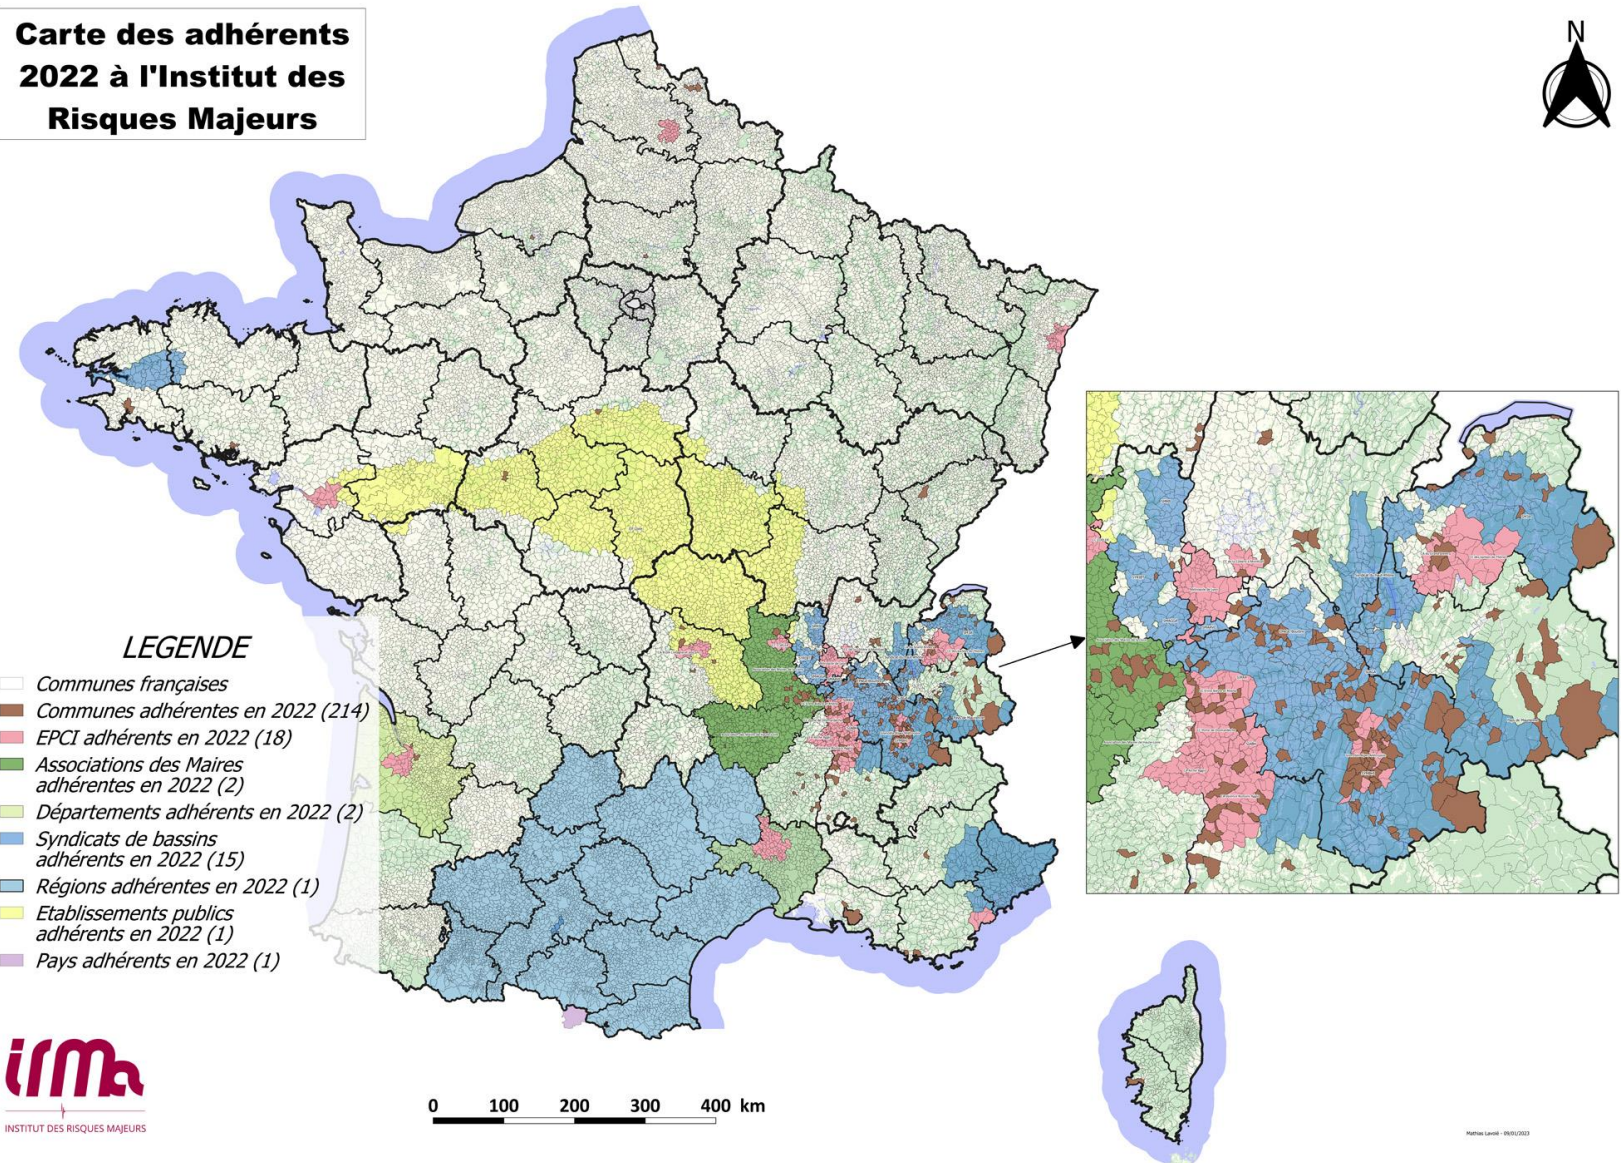 Carte des adhérents
2022 à l'Institut des
Risques Majeurs
N
LEGENDE
Communes françaises
Communes adhérentes en 2022 (214)
EPCI adhérents en 2022 (18)
Associations des Maires
adhérentes en 2022 (2)
Départements adhérents en 2022 (2)
Syndicats de bassins
adhérents en 2022 (15)
Régions adhérentes en 2022 (1)
Etablissements publics
adhérents en 2022 (1)
Pays adhérents en 2022 (1)
irma
INSTITUT DES RISQUES MAJEURS
0 100 200 300 400 km